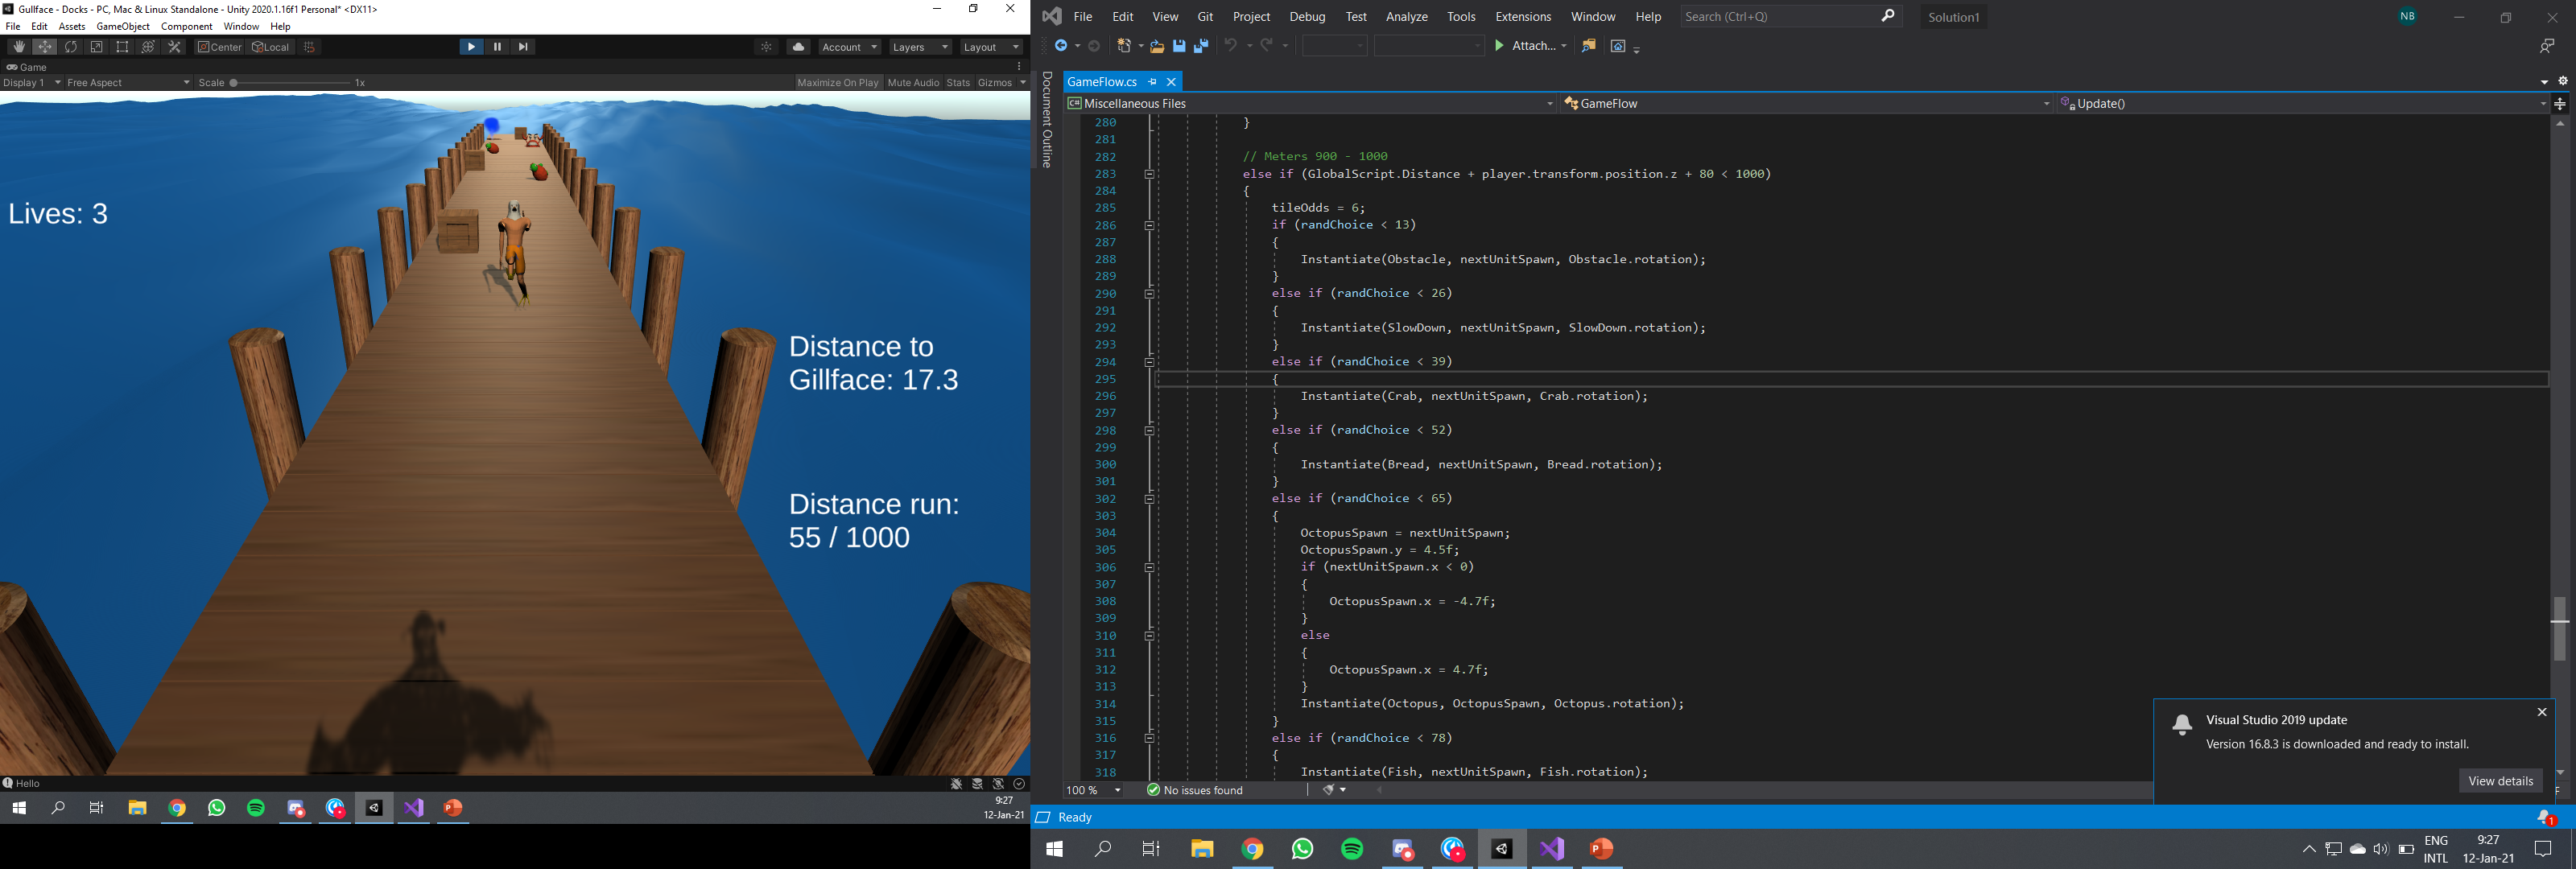 Gullface - Docks - PC, Mac & Linux Standalone - Unity 2020.1.16f1 Personal* <DX11>
File Edit Assets GameObject Component Window Help
Center Local Account Layers Layout
Game
Display 1 Free Aspect Scale 1x Maximize On Play Mute Audio Stats Gizmos
Lives: 3
Distance to
Gillface: 17.3
Distance run:
55 / 1000
Hello
9:27
12-Jan-21
File Edit View Git Project Debug Test Analyze Tools Extensions Window Help Search (Ctrl+Q) Solution1 NB
Attach...
Document Outline
GameFlow.cs
C# Miscellaneous Files GameFlow Update()
280 }
281
282 // Meters 900 - 1000
283 else if (GlobalScript.Distance + player.transform.position.z + 80 < 1000)
284 {
285 tileOdds = 6;
286 if (randChoice < 13)
287 {
288 Instantiate(Obstacle, nextUnitSpawn, Obstacle.rotation);
289 }
290 else if (randChoice < 26)
291 {
292 Instantiate(SlowDown, nextUnitSpawn, SlowDown.rotation);
293 }
294 else if (randChoice < 39)
295 {
296 Instantiate(Crab, nextUnitSpawn, Crab.rotation);
297 }
298 else if (randChoice < 52)
299 {
300 Instantiate(Bread, nextUnitSpawn, Bread.rotation);
301 }
302 else if (randChoice < 65)
303 {
304 OctopusSpawn = nextUnitSpawn;
305 OctopusSpawn.y = 4.5f;
306 if (nextUnitSpawn.x < 0)
307 {
308 OctopusSpawn.x = -4.7f;
309 }
310 else
311 {
312 OctopusSpawn.x = 4.7f;
313 }
314 Instantiate(Octopus, OctopusSpawn, Octopus.rotation);
315 }
316 else if (randChoice < 78)
317 {
318 Instantiate(Fish, nextUnitSpawn, Fish.rotation);
Visual Studio 2019 update
Version 16.8.3 is downloaded and ready to install.
View details
100 % No issues found
Ready 1
ENG
INTL
9:27
12-Jan-21